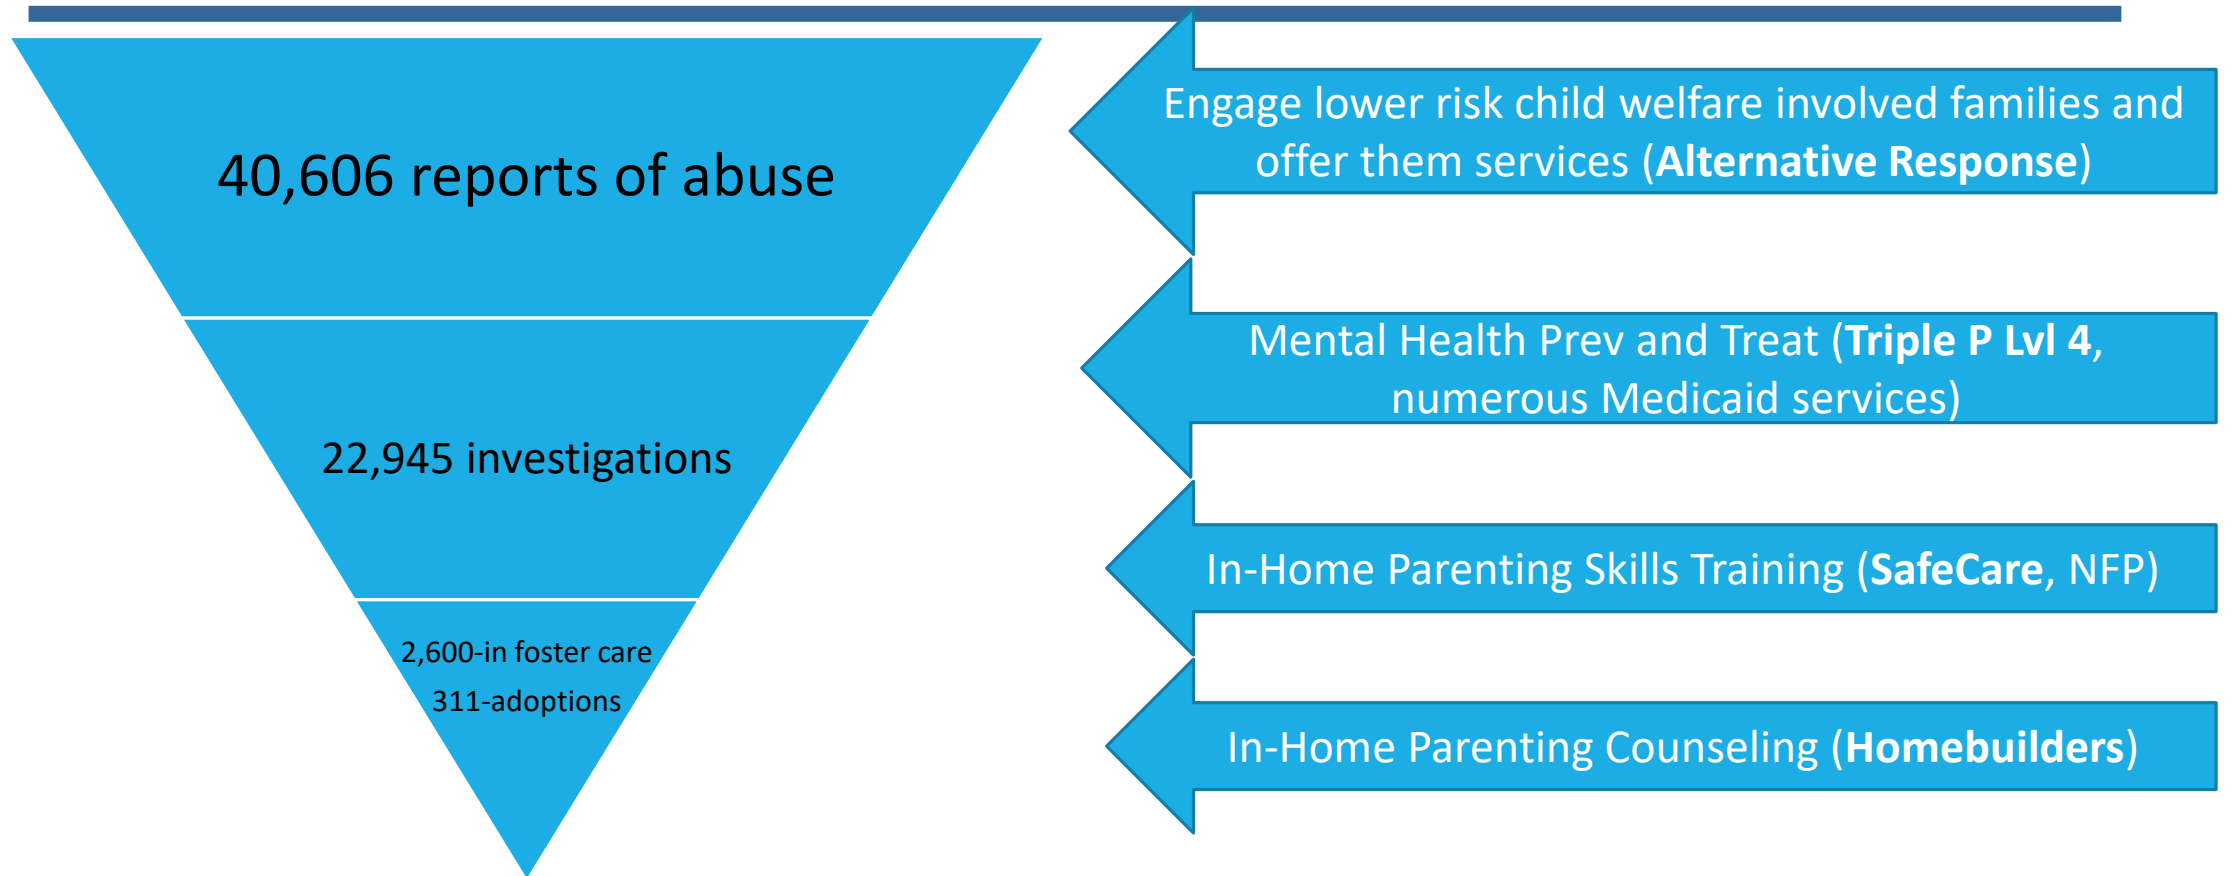 40,606 reports of abuse
22,945 investigations
2,600-in foster care
311-adoptions
Engage lower risk child welfare involved families and
offer them services (Alternative Response)
Mental Health Prev and Treat (Triple P Lvl 4,
numerous Medicaid services)
In-Home Parenting Skills Training (SafeCare, NFP)
In-Home Parenting Counseling (Homebuilders)